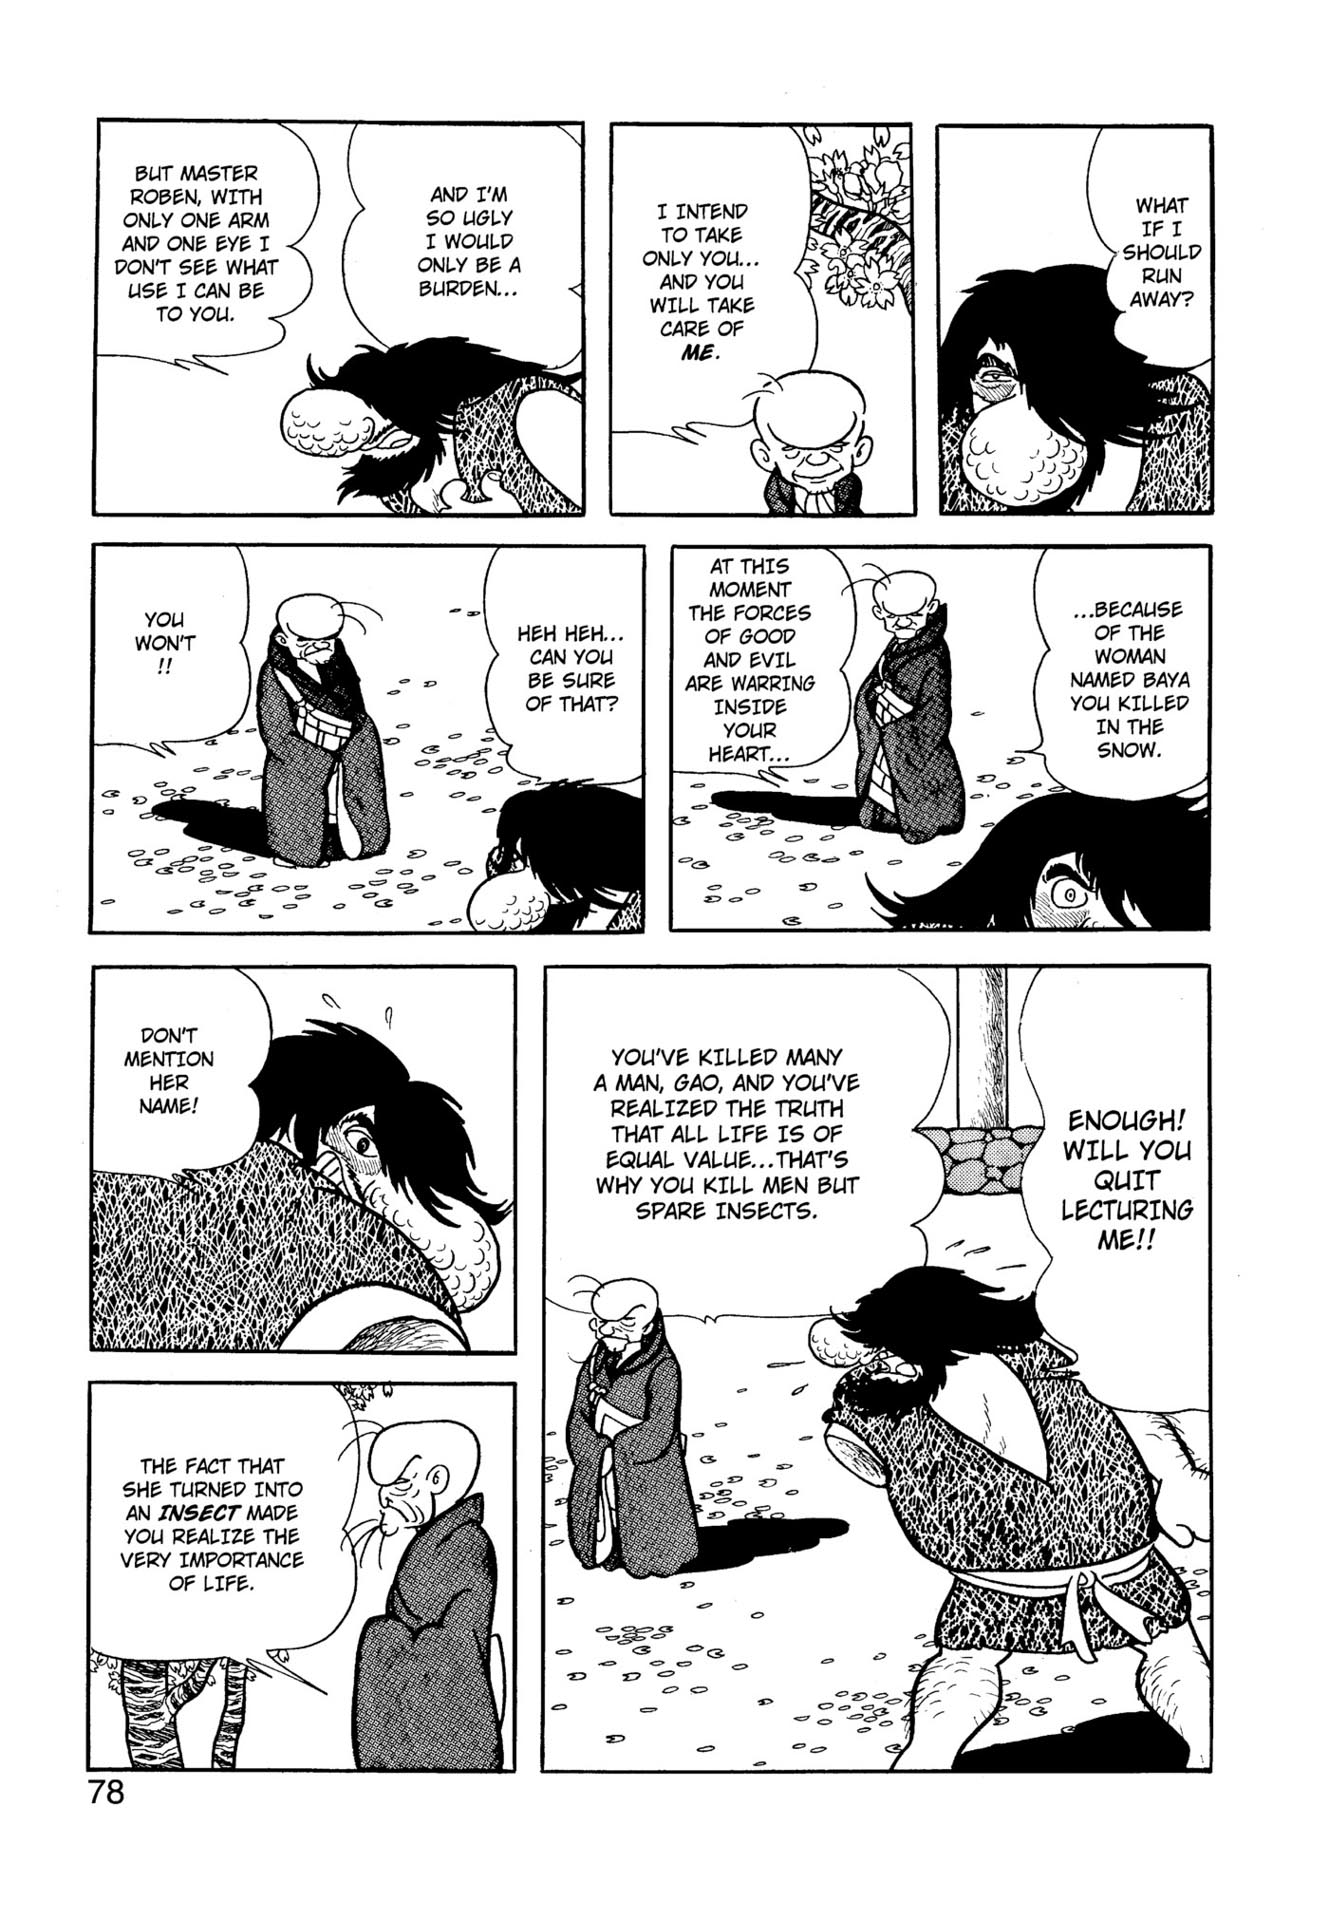 BUT MASTER
ROBEN, WITH
ONLY ONE ARM
AND ONE EYE I
DON'T SEE WHAT
USE I CAN BE
TO YOU.
AND I'M
SO UGLY
I WOULD
ONLY BE A
BURDEN...
I INTEND
TO TAKE
ONLY YOU...
AND YOU
WILL TAKE
CARE OF
ME.
WHAT
IF I
SHOULD
RUN
AWAY?
YOU
WON'T
!!
HEH HEH...
CAN YOU
BE SURE
OF THAT?
AT THIS
MOMENT
THE FORCES
OF GOOD
AND EVIL
ARE WARRING
INSIDE
YOUR
HEART...
...BECAUSE
OF THE
WOMAN
NAMED BAYA
YOU KILLED
IN THE
SNOW.
DON'T
MENTION
HER
NAME!
THE FACT THAT
SHE TURNED INTO
AN INSECT MADE
YOU REALIZE THE
VERY IMPORTANCE
OF LIFE.
YOU'VE KILLED MANY
A MAN, GAO, AND YOU'VE
REALIZED THE TRUTH
THAT ALL LIFE IS OF
EQUAL VALUE...THAT'S
WHY YOU KILL MEN BUT
SPARE INSECTS.
ENOUGH!
WILL YOU
QUIT
LECTURING
ME!!
78